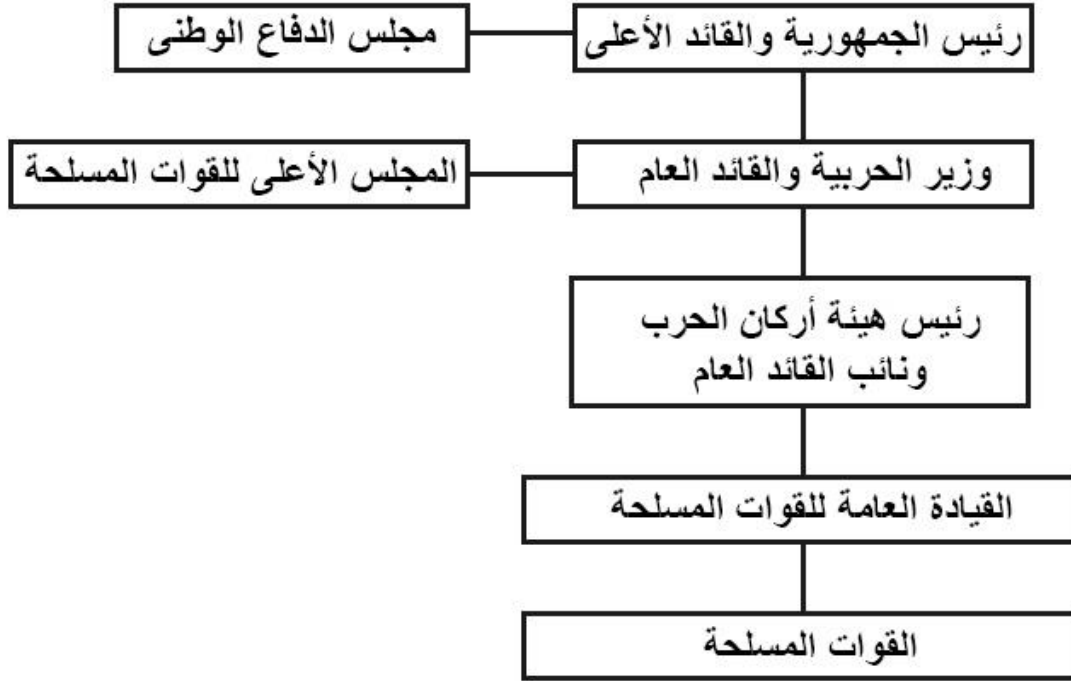 رئيس الجمهورية والقائد الأعلى
مجلس الدفاع الوطنى
وزير الحربية والقائد العام
المجلس الأعلى للقوات المسلحة
رئيس هيئة أركان الحرب
ونائب القائد العام
القيادة العامة للقوات المسلحة
القوات المسلحة